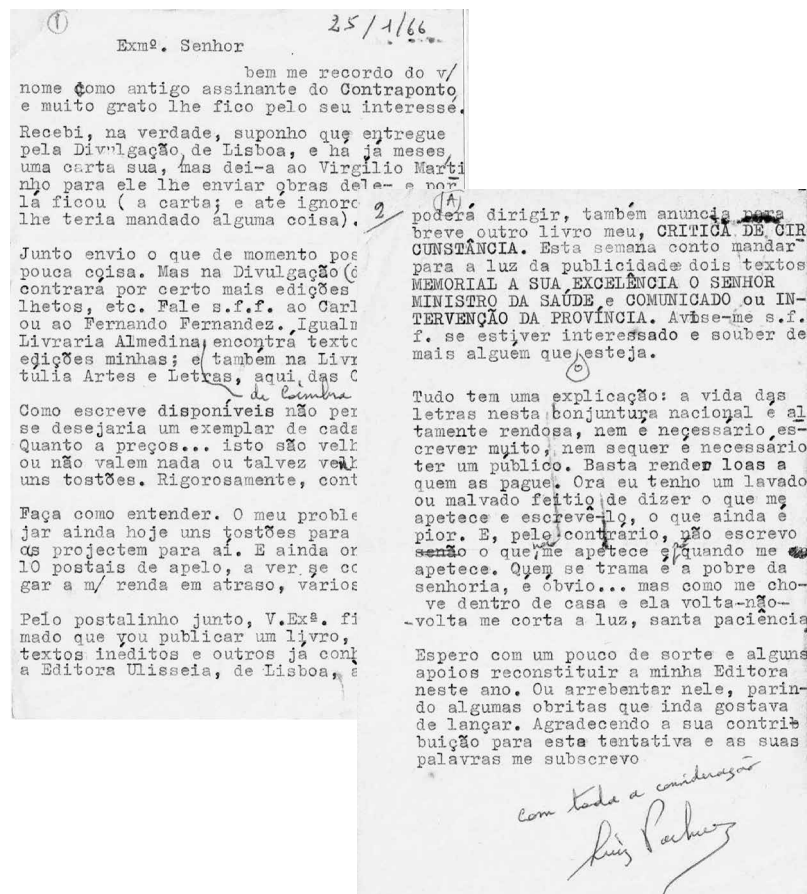 1
25/1/66
Exmº. Senhor
bem me recordo do v/
nome como antigo assinante do Contraponto
e muito grato lhe fico pelo seu interesse.
Recebi, na verdade, suponho que entregue
pela Divulgação de Lisboa, e há já meses,
uma carta sua, mas dei-a ao Virgílio Marti
nho para ele lhe enviar obras dele- e por
lá ficou ( a carta; e até ignoro
lhe teria mandado alguma coisa).
Junto envio o que de momento pos
pouca coisa. Mas na Divulgação (d
contrará por certo mais edições
lhetos, etc. Fale s.f.f. ao Carl
ou ao Fernando Fernandez. Igualm
Livraria Almedina encontra texto
edições minhas; e também na Livr
tulia Artes e Letras, aqui das C
de Coimbra
Como escreve disponíveis não per
se desejaria um exemplar de cada
Quanto a preços... isto são velh
ou não valem nada ou talvez
uns tostões. Rigorosamente, cont
Faça como entender. O meu proble
jar ainda hoje uns tostões para
os projectem para aí. E ainda or
10 postais de apelo, a ver se co
gar a m/ renda em atraso, vários
Pelo postalinho junto, V.Exª. fi
mado que vou publicar um livro,
textos inéditos e outros já conh
a Editora Ulisseia, de Lisboa, a
2
(A)
poderá dirigir, também anuncia para
breve outro livro meu, CRITICA DE CIR
CUNSTÂNCIA. Esta semana conto mandar
para a luz da publicidade dois textos
MEMORIAL A SUA EXCELÊNCIA O SENHOR
MINISTRO DA SAÚDE e COMUNICADO ou IN-
TERVENÇÃO DA PROVÍNCIA. Avise-me s.f.
f. se estiver interessado e souber de
mais alguem que o esteja.
Tudo tem uma explicação: a vida das
letras nesta conjuntura nacional é al
tamente rendosa, nem é necessário es-
crever muito, nem sequer é necessário
ter um publico. Basta render loas a
quem as pague. Ora eu tenho um lavado
ou malvado feitio de dizer o que me
apetece e escrevê-lo, o que ainda é
pior. E, pelo contrário, não escrevo
senão o que me apetece e quando me
apetece. Quem se trama é a pobre da
senhoria, é óbvio... mas como me cho-
ve dentro de casa e ela volta-não-
-volta me corta a luz, santa paciência
Espero com um pouco de sorte e alguns
apoios reconstituir a minha Editora
neste ano. Ou arrebentar nele, parin-
do algumas obritas que inda gostava
de lançar. Agradecendo a sua contri
buição para esta tentativa e as suas
palavras me subscrevo
com toda a consideração
Luiz Pacheco